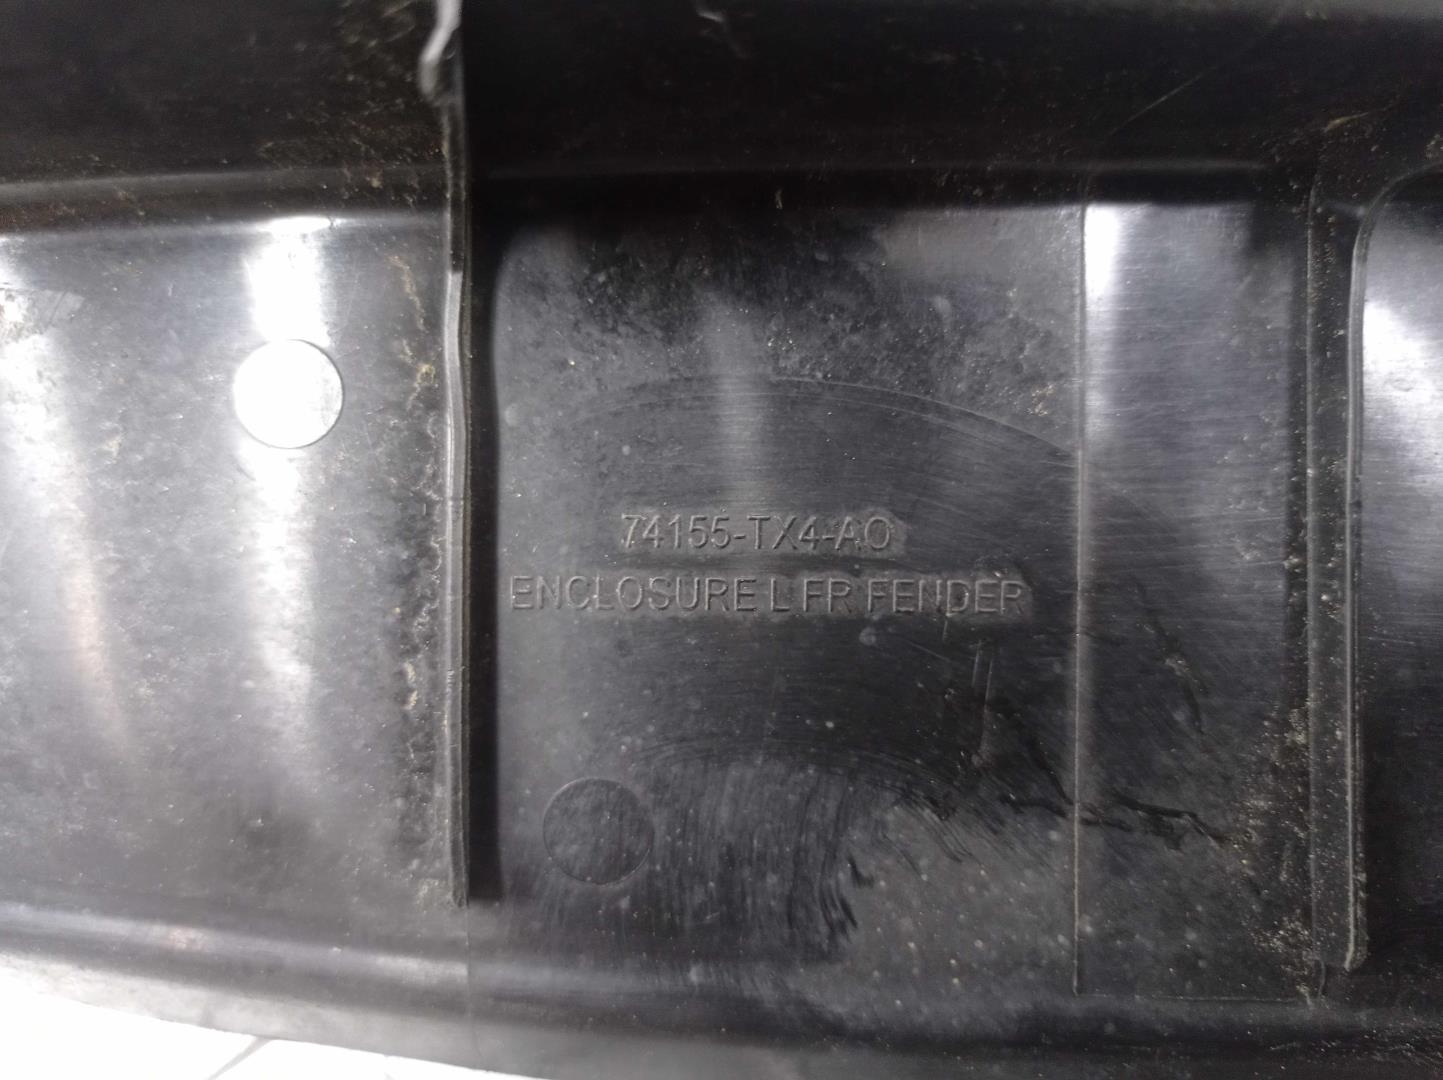 74155-TX4-A0
ENCLOSURE L FR FENDER